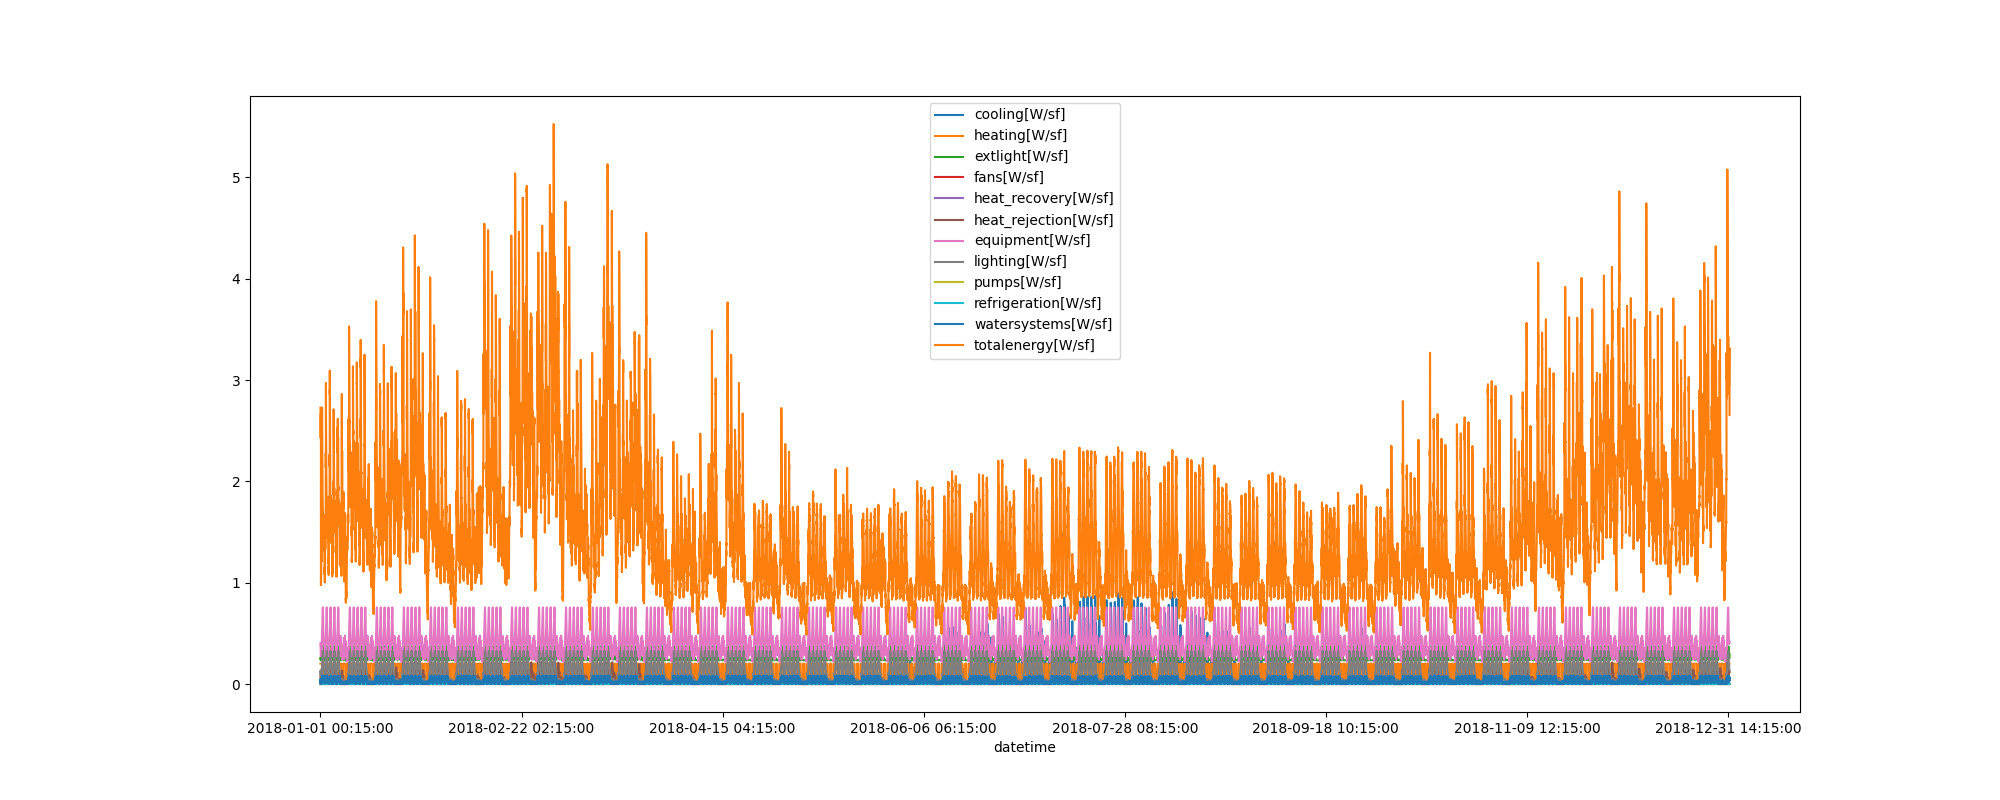 cooling[W/sf]
heating[W/sf]
extlight[W/sf]
fans[W/sf]
heat_recovery[W/sf]
heat_rejection[W/sf]
equipment[W/sf]
lighting[W/sf]
pumps[W/sf]
refrigeration[W/sf]
watersystems[W/sf]
totalenergy[W/sf]
5
4
3
2
1
0
2018-01-01 00:15:00 2018-02-22 02:15:00 2018-04-15 04:15:00 2018-06-06 06:15:00 2018-07-28 08:15:00 2018-09-18 10:15:00 2018-11-09 12:15:00 2018-12-31 14:15:00
datetime